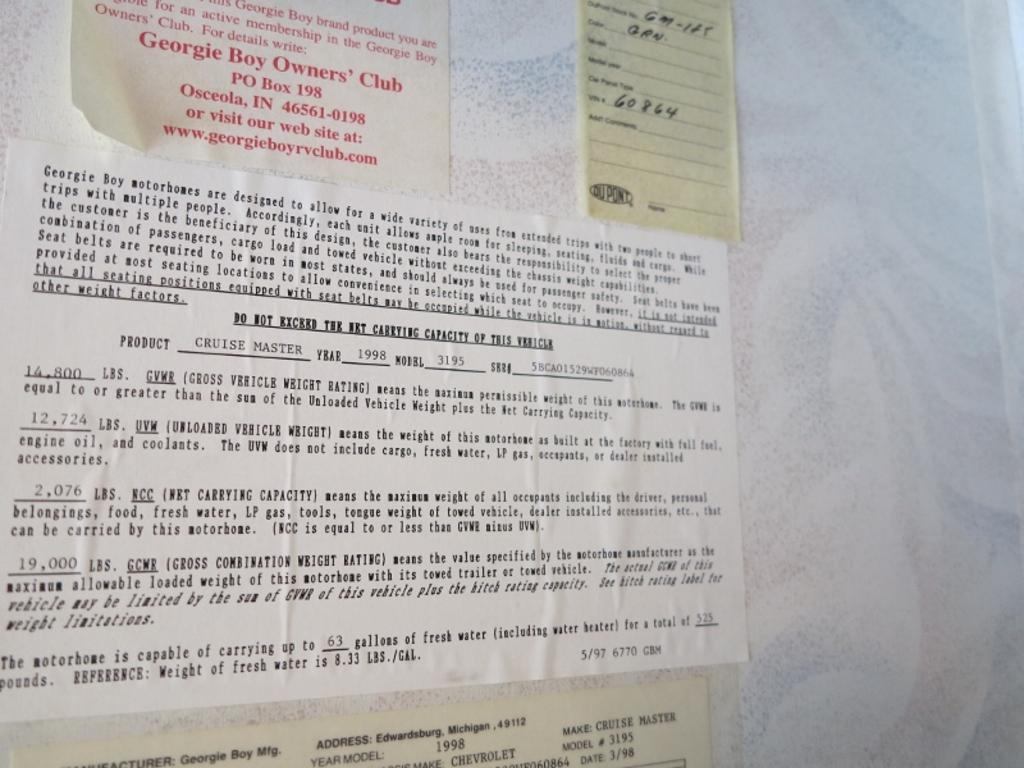 this Georgie Boy brand product you are
for an active membership in the Georgie Boy
Owners' Club. For details write:
Georgie Boy Owners' Club
PO Box 198
Osceola, IN 46561-0198
or visit our web site at:
www.georgieboyrvclub.com
GM-185
Color GRN.
Model
Model year
Car Panel Type
VIN # 60864
Add'l Comments
DU PONT
Name
Georgie Boy motorhomes are designed to allow for a wide variety of uses from extended trips with two people to short
trips with multiple people. Accordingly, each unit allows ample room for sleeping, seating, fluids and cargo. While
the customer is the beneficiary of this design, the customer also bears the responsibility to select the proper
combination of passengers, cargo load and towed vehicle without exceeding the chassis weight capabilities.
Seat belts are required to be worn in most states, and should always be used for passenger safety. Seat belts have been
provided at most seating locations to allow convenience in selecting which seat to occupy. However, it is not intended
that all seating positions equipped with seat belts may be occupied while the vehicle is in motion, without regard to
other weight factors.
DO NOT EXCEED THE NET CARRYING CAPACITY OF THIS VEHICLE
PRODUCT CRUISE MASTER YEAR 1998 MODEL 3195 SER# 5BCA01529WF060864
14,800 LBS. GVWR (GROSS VEHICLE WEIGHT RATING) means the maximum permissible weight of this motorhome. The GVWR is
equal to or greater than the sum of the Unloaded Vehicle Weight plus the Net Carrying Capacity.
12,724 LBS. UVW (UNLOADED VEHICLE WEIGHT) means the weight of this motorhome as built at the factory with full fuel,
engine oil, and coolants. The UVW does not include cargo, fresh water, LP gas, occupants, or dealer installed
accessories.
2,076 LBS. NCC (NET CARRYING CAPACITY) means the maximum weight of all occupants including the driver, personal
belongings, food, fresh water, LP gas, tools, tongue weight of towed vehicle, dealer installed accessories, etc., that
can be carried by this motorhome. (NCC is equal to or less than GVWR minus UVW).
19,000 LBS. GCWR (GROSS COMBINATION WEIGHT RATING) means the value specified by the motorhome manufacturer as the
maximum allowable loaded weight of this motorhome with its towed trailer or towed vehicle. The actual GCWR of this
vehicle may be limited by the sum of GVWR of this vehicle plus the hitch rating capacity. See hitch rating label for
weight limitations.
The motorhome is capable of carrying up to 63 gallons of fresh water (including water heater) for a total of 525
pounds. REFERENCE: Weight of fresh water is 8.33 LBS./GAL.
5/97 6770 GBM
MANUFACTURER: Georgie Boy Mfg. ADDRESS: Edwardsburg, Michigan, 49112 MAKE: CRUISE MASTER
YEAR MODEL: 1998 MODEL # 3195
MAKE: CHEVROLET DATE: 3/98